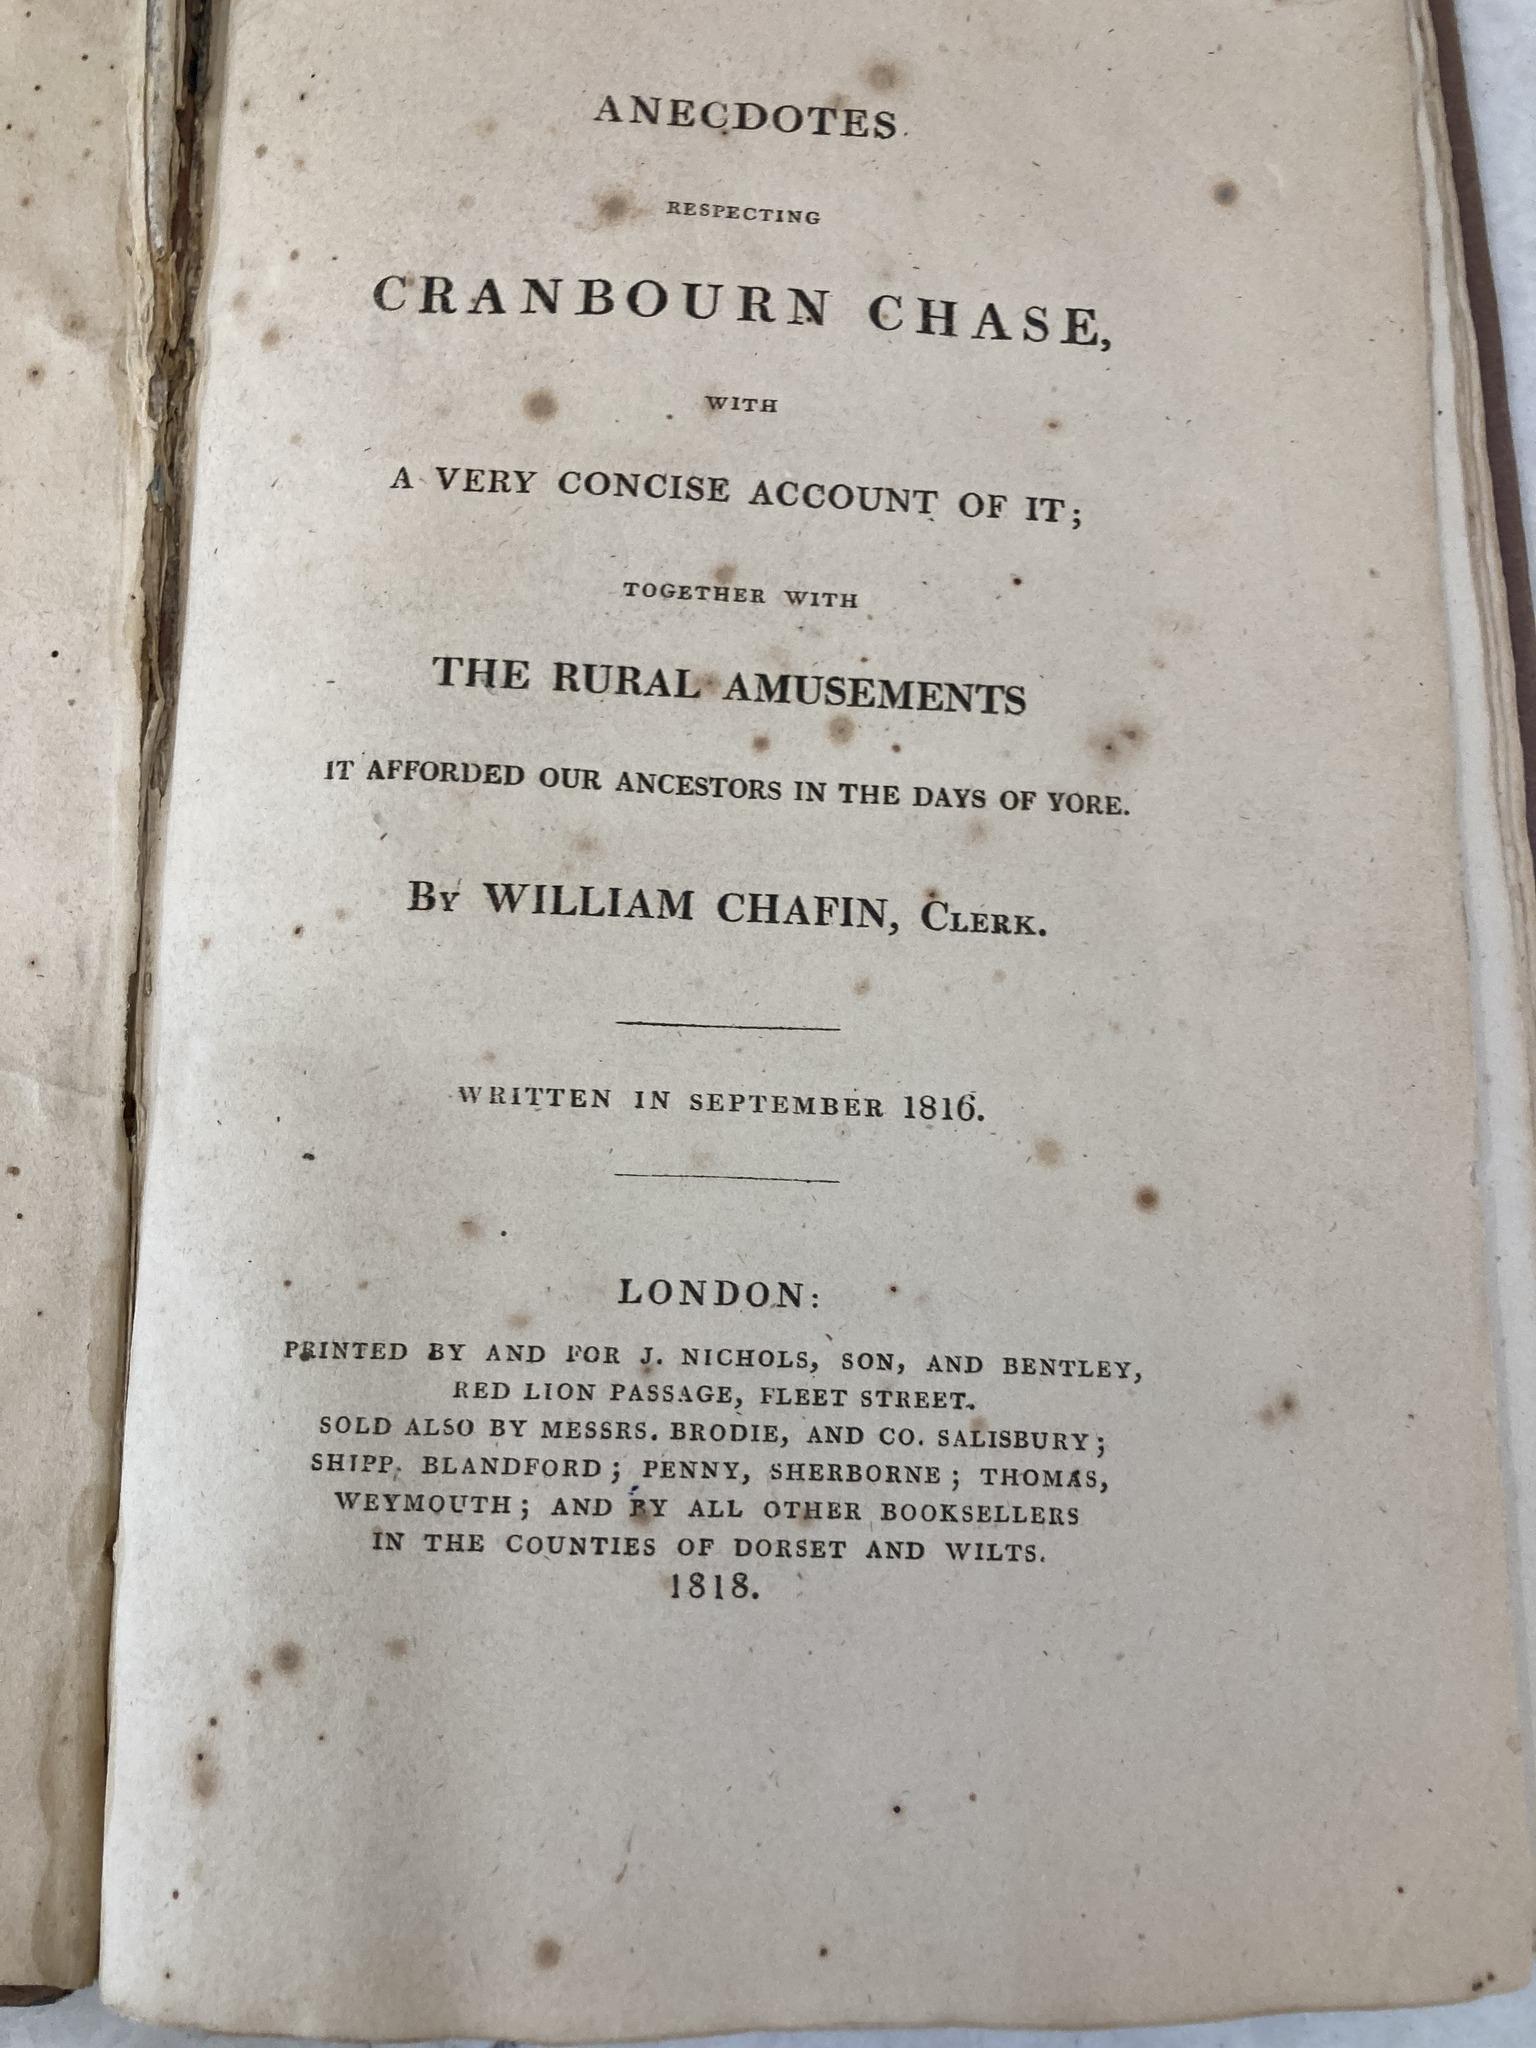 ANECDOTES
RESPECTING
CRANBOURN CHASE,
WITH
A VERY CONCISE ACCOUNT OF IT;
TOGETHER WITH
THE RURAL AMUSEMENTS
IT AFFORDED OUR ANCESTORS IN THE DAYS OF YORE.
By WILLIAM CHAFIN, Clerk.
WRITTEN IN SEPTEMBER 1816.
LONDON:
PRINTED BY AND FOR J. NICHOLS, SON, AND BENTLEY,
RED LION PASSAGE, FLEET STREET.
SOLD ALSO BY MESSRS. BRODIE, AND CO. SALISBURY;
SHIPP, BLANDFORD; PENNY, SHERBORNE; THOMAS,
WEYMOUTH; AND BY ALL OTHER BOOKSELLERS
IN THE COUNTIES OF DORSET AND WILTS.
1818.